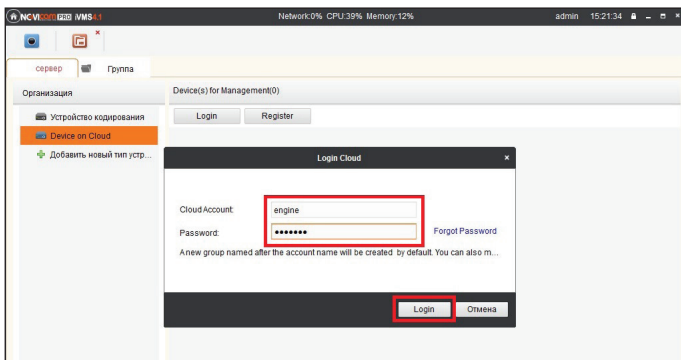 NOVICOM PRO iVMS4.1 Network:0% CPU:39% Memory:12% admin 15:21:34
сервер Группа
Организация Device(s) for Management(0)
Устройство кодирования Login Register
Device on Cloud
Добавить новый тип устр...
Login Cloud
Cloud Account: engine
Password: ●●●●●●● Forgot Password
A new group named after the account name will be created by default. You can also m...
Login Отмена